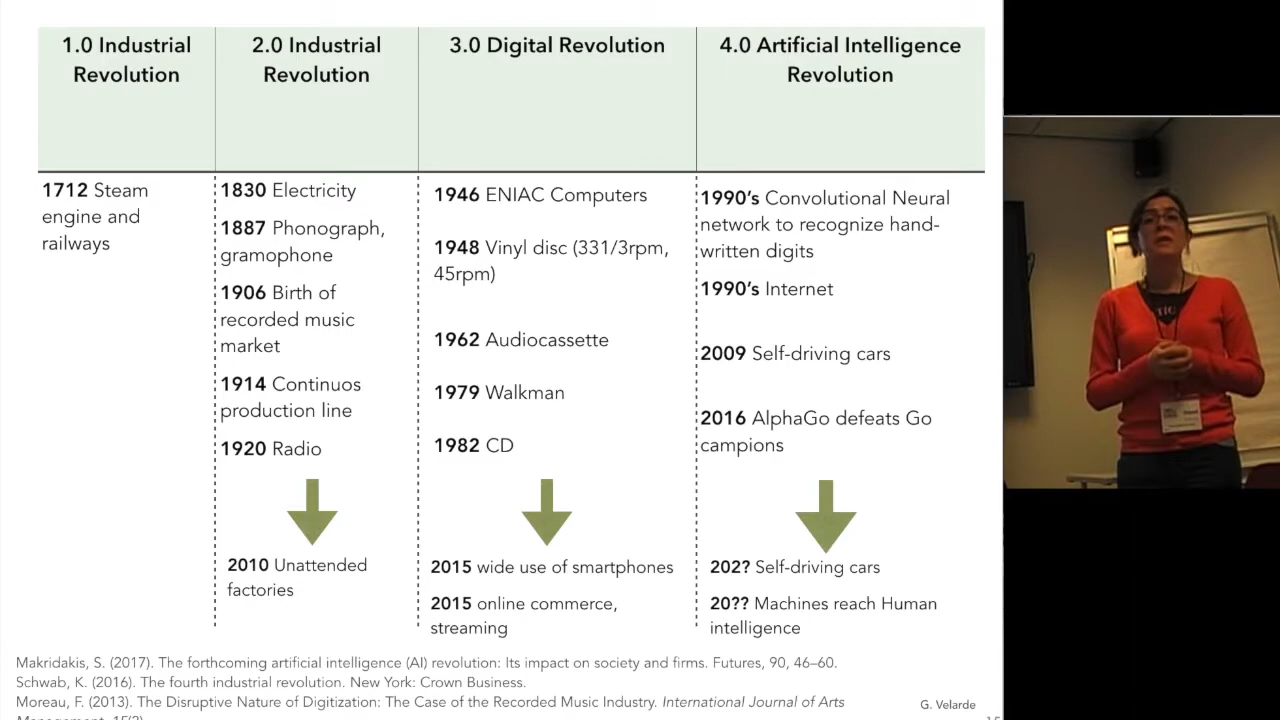 1.0 Industrial
Revolution
2.0 Industrial
Revolution
3.0 Digital Revolution
4.0 Artificial Intelligence
Revolution
1712 Steam
engine and
railways
1830 Electricity
1887 Phonograph,
gramophone
1906 Birth of
recorded music
market
1914 Continuos
production line
1920 Radio
2010 Unattended
factories
1946 ENIAC Computers
1948 Vinyl disc (331/3rpm,
45rpm)
1962 Audiocassette
1979 Walkman
1982 CD
2015 wide use of smartphones
2015 online commerce,
streaming
1990’s Convolutional Neural
network to recognize hand-
written digits
1990’s Internet
2009 Self-driving cars
2016 AlphaGo defeats Go
campions
202? Self-driving cars
20?? Machines reach Human
intelligence
Makridakis, S. (2017). The forthcoming artificial intelligence (AI) revolution: Its impact on society and firms. Futures, 90, 46–60.
Schwab, K. (2016). The fourth industrial revolution. New York: Crown Business.
Moreau, F. (2013). The Disruptive Nature of Digitization: The Case of the Recorded Music Industry. International Journal of Arts
Management, 15(2)
G. Velarde
15